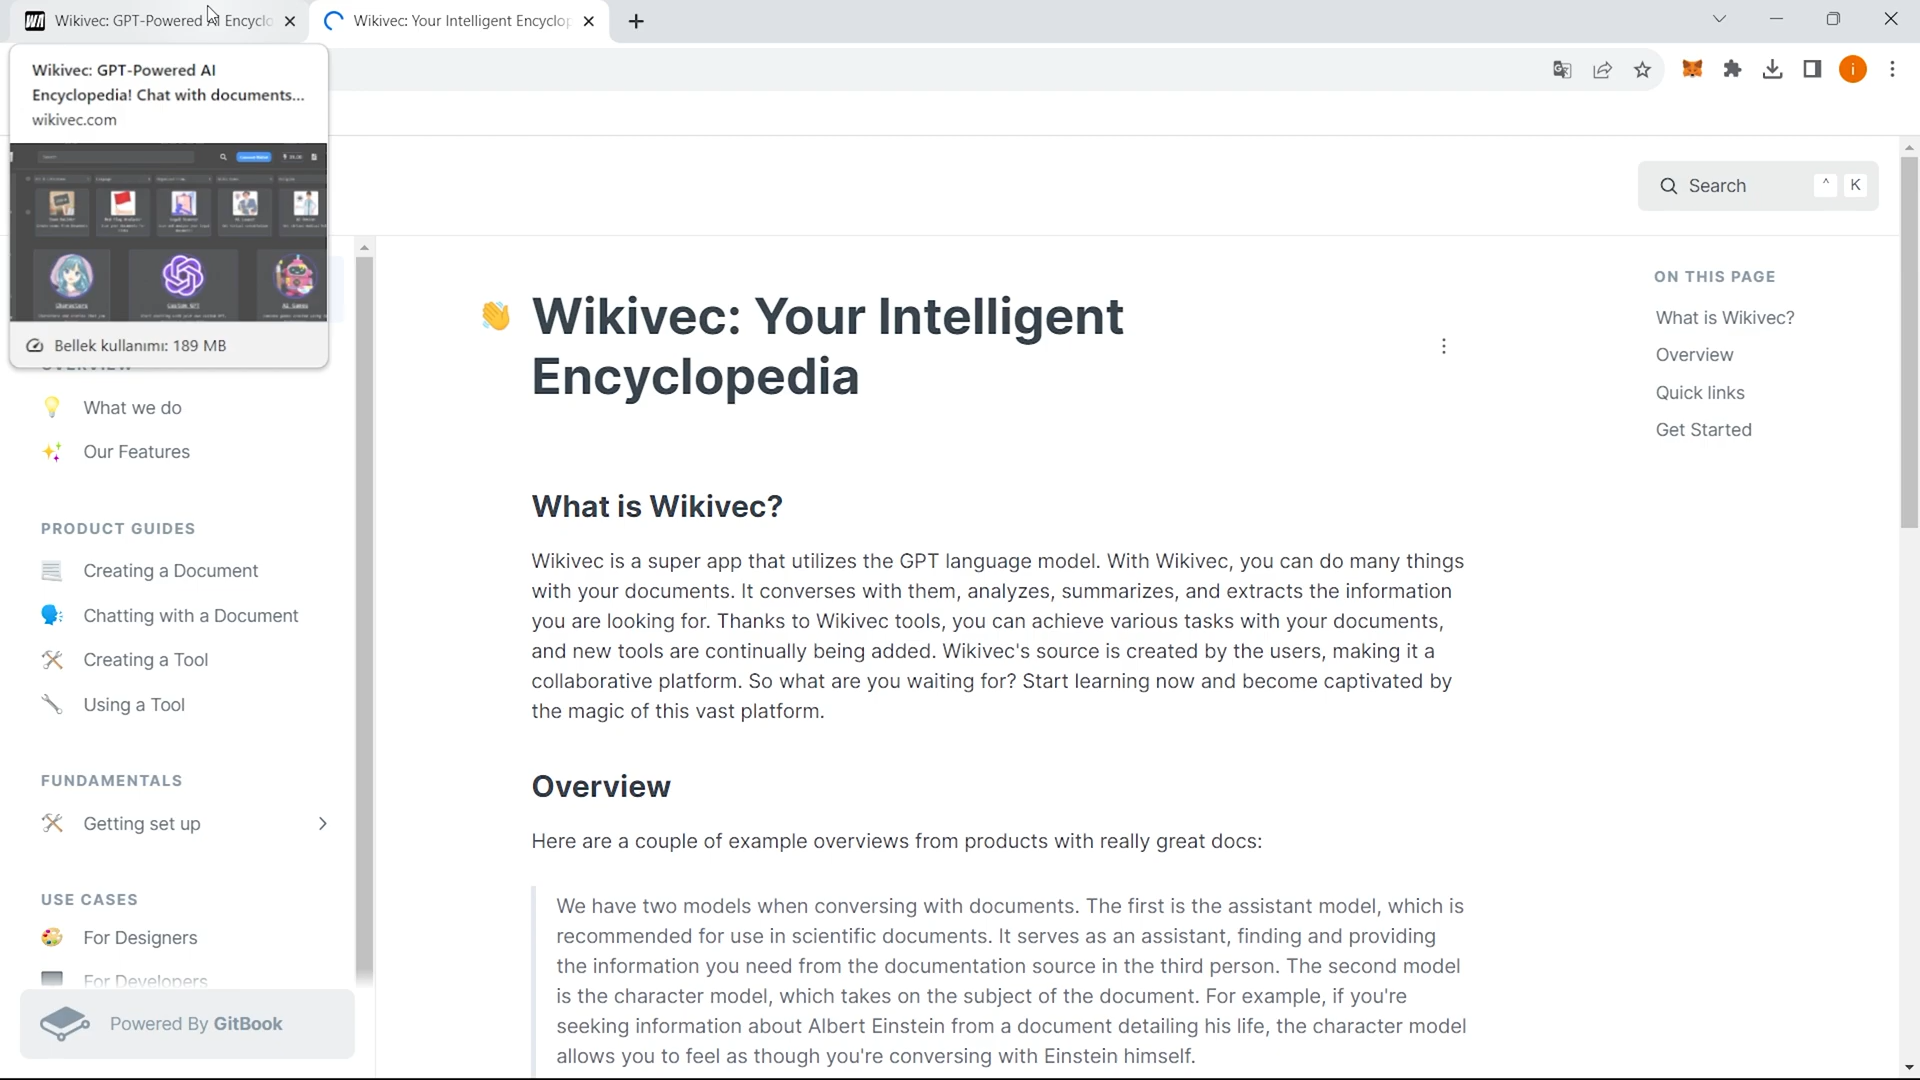 Wikivec: GPT-Powered AI Encyclo
Wikivec: Your Intelligent Encyclop
Wikivec: GPT-Powered AI
Encyclopedia! Chat with documents...
wikivec.com
Bellek kullanımı: 189 MB
Search
^ K
OVERVIEW
What we do
Our Features
PRODUCT GUIDES
Creating a Document
Chatting with a Document
Creating a Tool
Using a Tool
FUNDAMENTALS
Getting set up
USE CASES
For Designers
For Developers
Powered By GitBook
👋 Wikivec: Your Intelligent
Encyclopedia
What is Wikivec?
Wikivec is a super app that utilizes the GPT language model. With Wikivec, you can do many things
with your documents. It converses with them, analyzes, summarizes, and extracts the information
you are looking for. Thanks to Wikivec tools, you can achieve various tasks with your documents,
and new tools are continually being added. Wikivec's source is created by the users, making it a
collaborative platform. So what are you waiting for? Start learning now and become captivated by
the magic of this vast platform.
Overview
Here are a couple of example overviews from products with really great docs:
We have two models when conversing with documents. The first is the assistant model, which is
recommended for use in scientific documents. It serves as an assistant, finding and providing
the information you need from the documentation source in the third person. The second model
is the character model, which takes on the subject of the document. For example, if you're
seeking information about Albert Einstein from a document detailing his life, the character model
allows you to feel as though you're conversing with Einstein himself.
ON THIS PAGE
What is Wikivec?
Overview
Quick links
Get Started